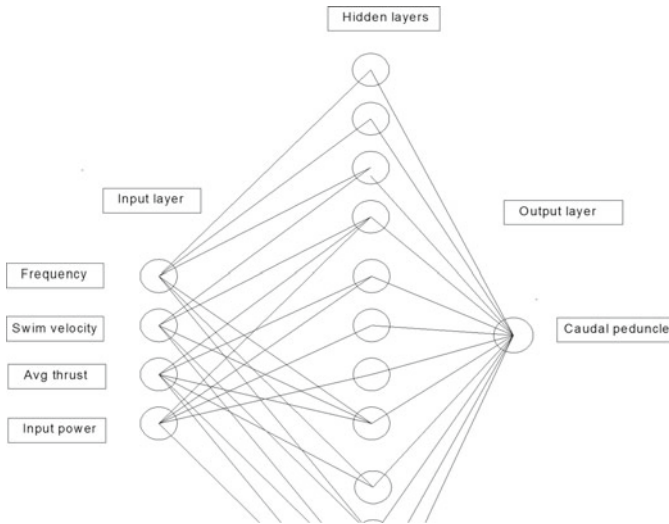 Hidden layers
Input layer
Output layer
Frequency
Swim velocity
Caudal peduncle
Avg thrust
Input power